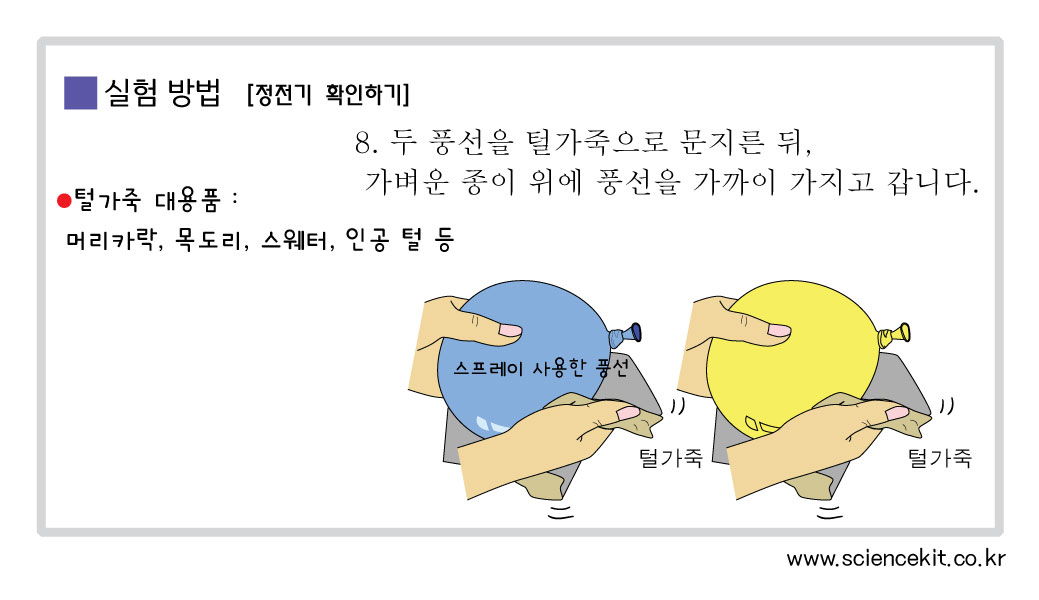 실험 방법 [정전기 확인하기]
8. 두 풍선을 털가죽으로 문지른 뒤,
가벼운 종이 위에 풍선을 가까이 가지고 갑니다.
●털가죽 대용품 :
머리카락, 목도리, 스웨터, 인공 털 등
스프레이 사용한 풍선
털가죽
털가죽
www.sciencekit.co.kr